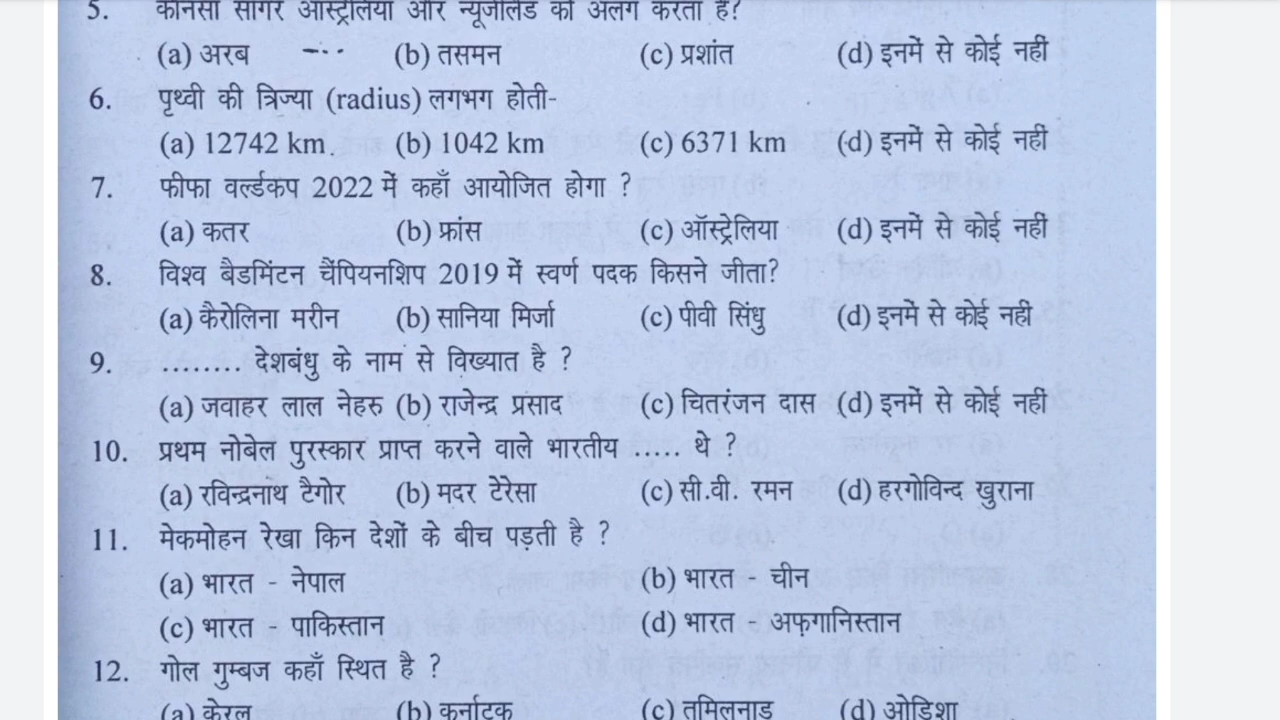 5. कौनसा सागर ऑस्ट्रेलिया और न्यूजीलैंड को अलग करता है?
(a) अरब (b) तसमन (c) प्रशांत (d) इनमें से कोई नहीं
6. पृथ्वी की त्रिज्या (radius) लगभग होती-
(a) 12742 km. (b) 1042 km (c) 6371 km (d) इनमें से कोई नहीं
7. फीफा वर्ल्डकप 2022 में कहाँ आयोजित होगा ?
(a) कतर (b) फ्रांस (c) ऑस्ट्रेलिया (d) इनमें से कोई नहीं
8. विश्व बैडमिंटन चैंपियनशिप 2019 में स्वर्ण पदक किसने जीता?
(a) कैरोलिना मरीन (b) सानिया मिर्जा (c) पीवी सिंधु (d) इनमें से कोई नहीं
9. ........ देशबंधु के नाम से विख्यात है ?
(a) जवाहर लाल नेहरु (b) राजेन्द्र प्रसाद (c) चितरंजन दास (d) इनमें से कोई नहीं
10. प्रथम नोबेल पुरस्कार प्राप्त करने वाले भारतीय ..... थे ?
(a) रविन्द्रनाथ टैगोर (b) मदर टेरेसा (c) सी.वी. रमन (d) हरगोविन्द खुराना
11. मेकमोहन रेखा किन देशों के बीच पड़ती है ?
(a) भारत - नेपाल (b) भारत - चीन
(c) भारत - पाकिस्तान (d) भारत - अफ़गानिस्तान
12. गोल गुम्बज कहाँ स्थित है ?
(a) केरल (b) कर्नाटक (c) तमिलनाडु (d) ओडिशा